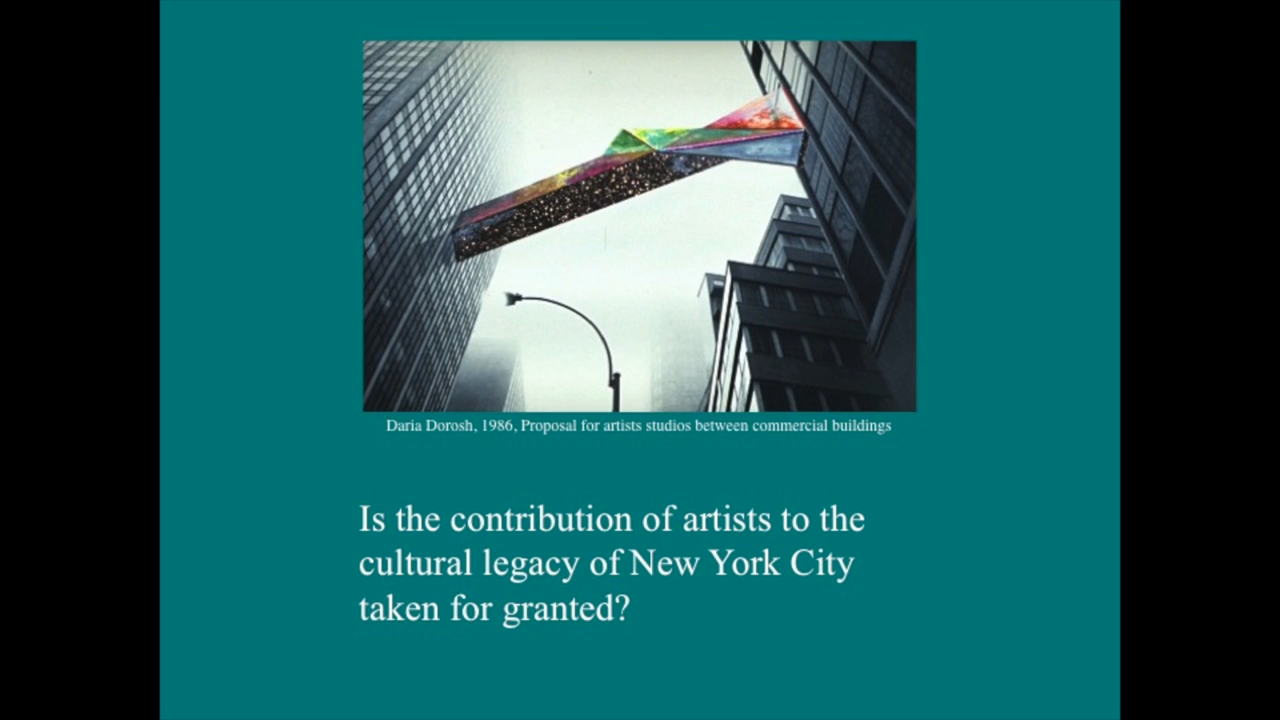 Daria Dorosh, 1986, Proposal for artists studios between commercial buildings
Is the contribution of artists to the
cultural legacy of New York City
taken for granted?